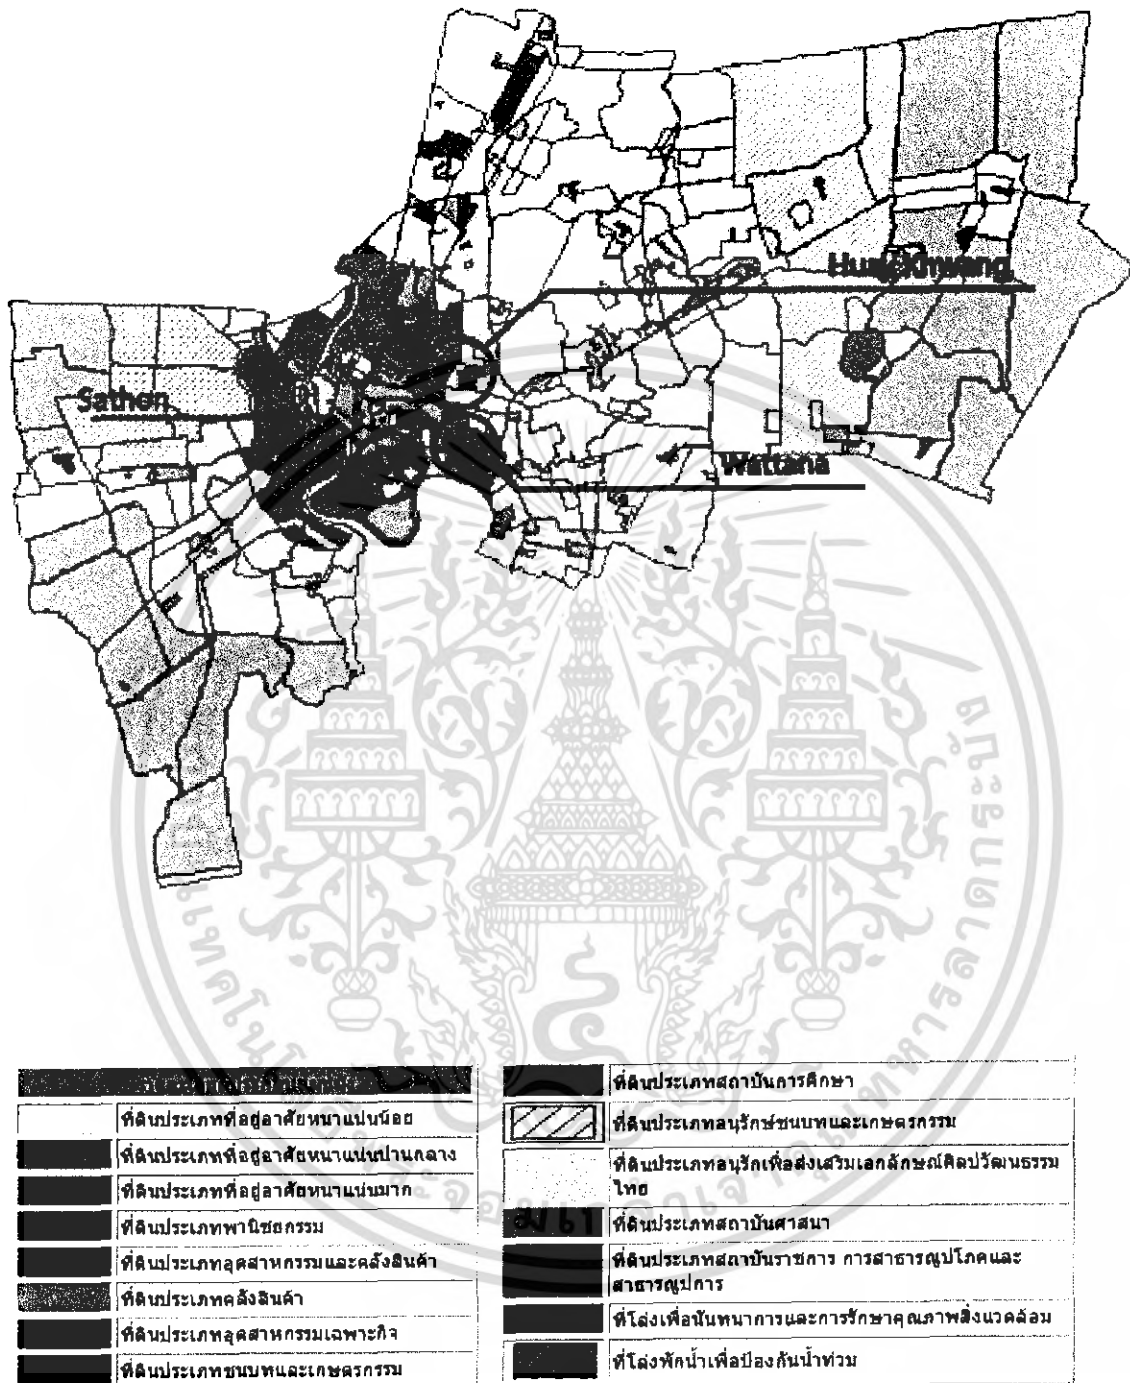 Huay Khwang
Sathon
Wattana
ที่ดินประเภทที่อยู่อาศัยหนาแน่นน้อย
ที่ดินประเภทที่อยู่อาศัยหนาแน่นปานกลาง
ที่ดินประเภทที่อยู่อาศัยหนาแน่นมาก
ที่ดินประเภทพานิชยกรรม
ที่ดินประเภทอุตสาหกรรมและคลังสินค้า
ที่ดินประเภทคลังสินค้า
ที่ดินประเภทอุตสาหกรรมเฉพาะกิจ
ที่ดินประเภทชนบทและเกษตรกรรม
ที่ดินประเภทสถาบันการศึกษา
ที่ดินประเภทอนุรักษ์ชนบทและเกษตรกรรม
ที่ดินประเภทอนุรักเพื่อส่งเสริมเอกลักษณ์ศิลปวัฒนธรรม
ไทย
ที่ดินประเภทสถาบันศาสนา
ที่ดินประเภทสถาบันราชการ การสาธารณูปโภคและ
สาธารณูปการ
ที่โล่งเพื่อนันทนาการและการรักษาคุณภาพสิ่งแวดล้อม
ที่โล่งพักน้ำเพื่อป้องกันน้ำท่วม